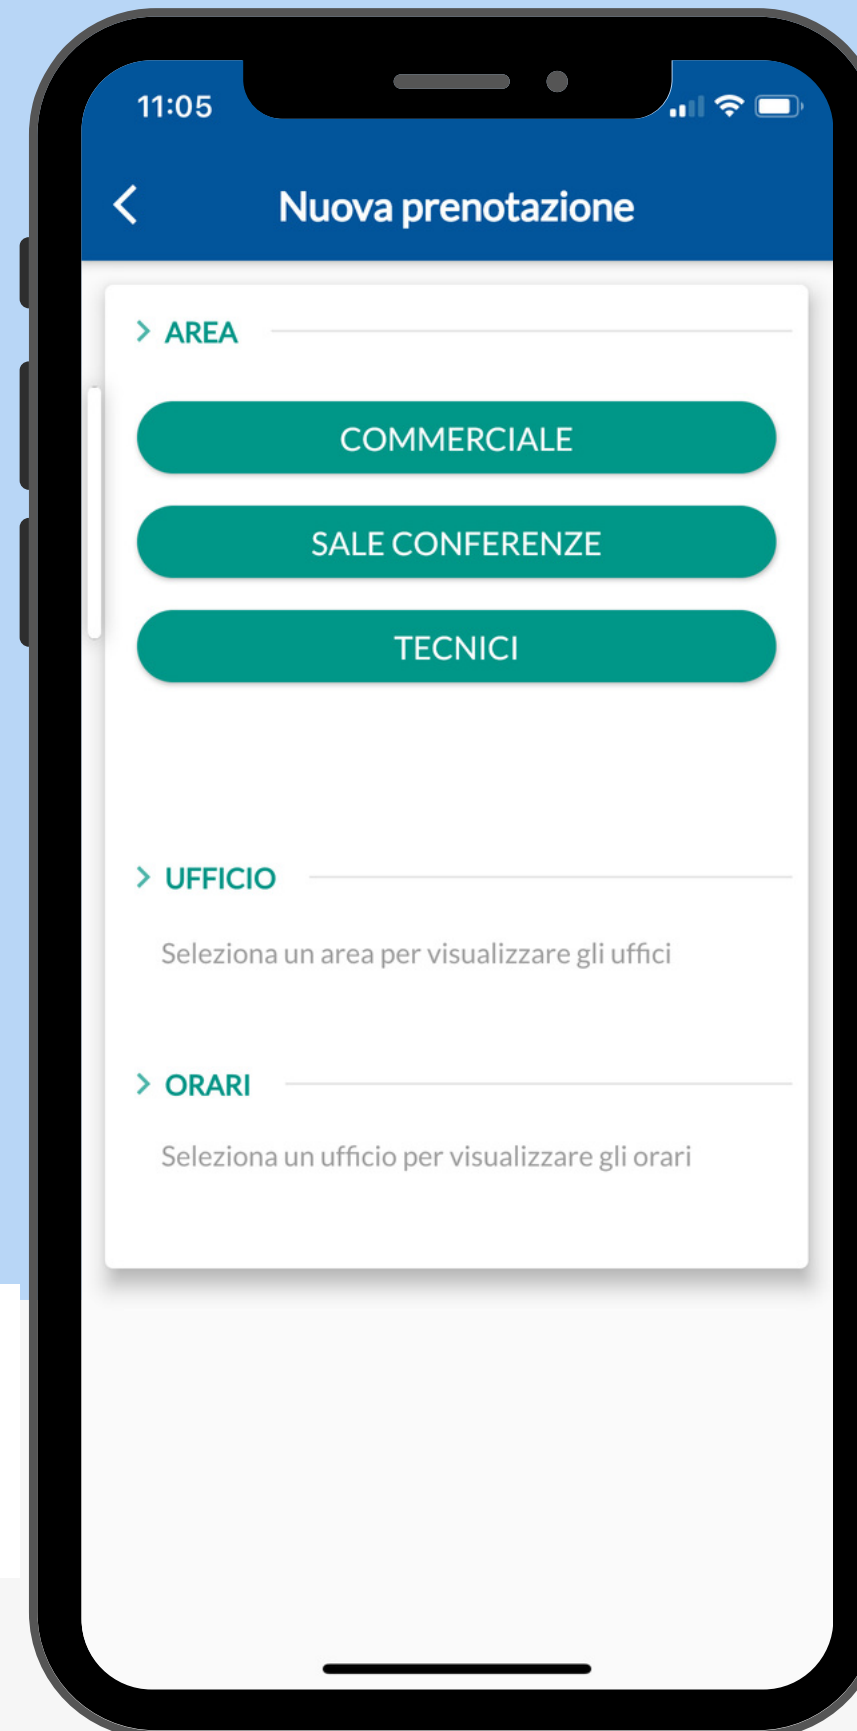 11:05
Nuova prenotazione
AREA
COMMERCIALE
SALE CONFERENZE
TECNICI
UFFICIO
Seleziona un area per visualizzare gli uffici
ORARI
Seleziona un ufficio per visualizzare gli orari